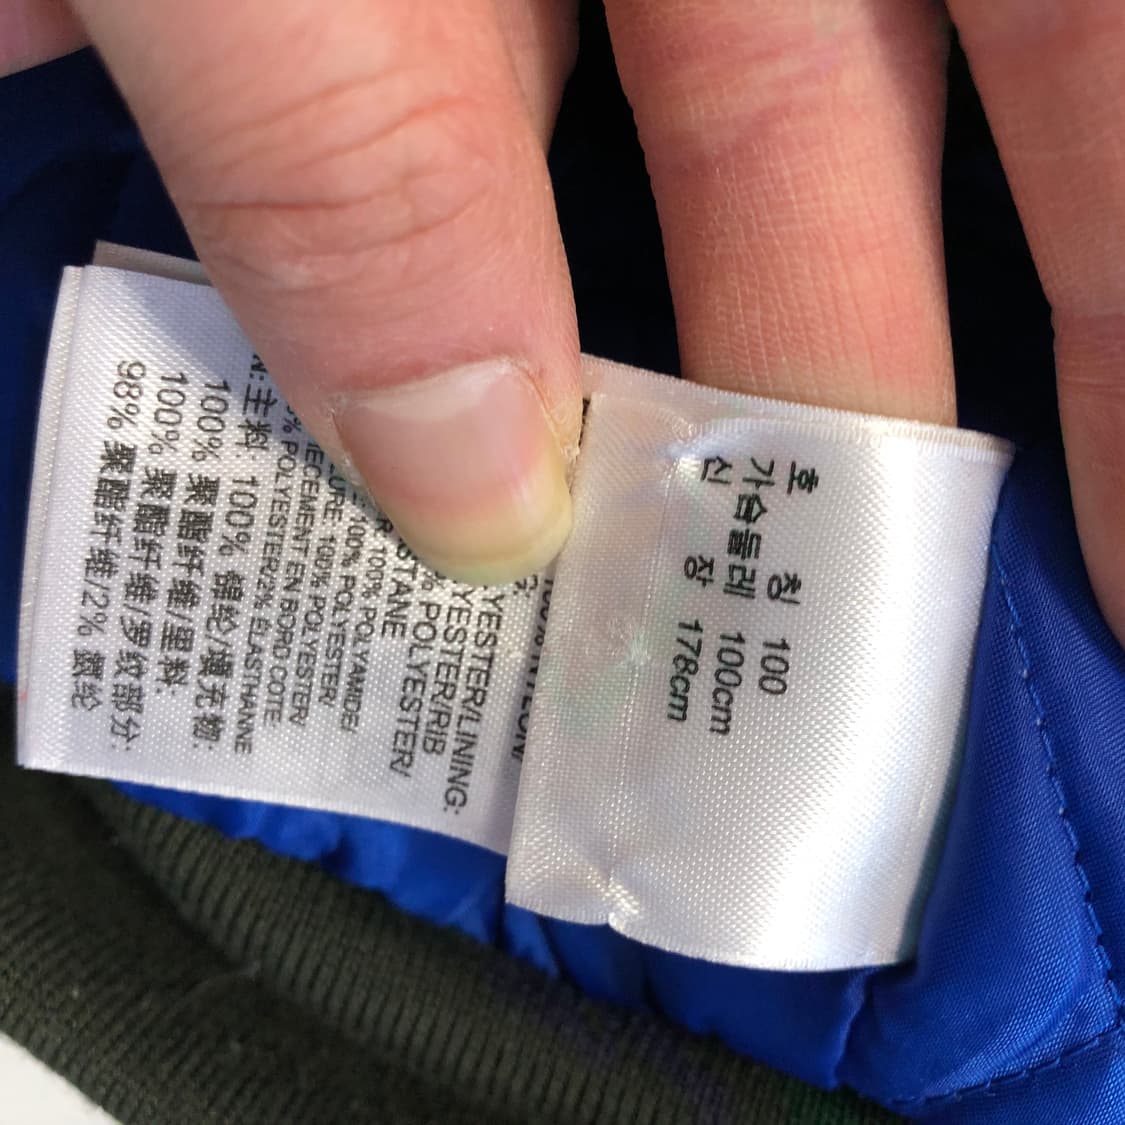 호 칭 100
가슴둘레 100cm
신 장 178cm
YESTER/LINING:
YESTER/RIB
% POLYESTER/
STANE
100% POLYAMIDE/
100% POLYESTER
URE: 100% POLYESTER/
ECEMENT EN BORD COTE
% POLYESTER/2% ÉLASTHANNE
N:主料 100% 锦纶/填充物:
100% 聚酯纤维/里料:
100% 聚酯纤维/罗纹部分:
98% 聚酯纤维/2% 氨纶